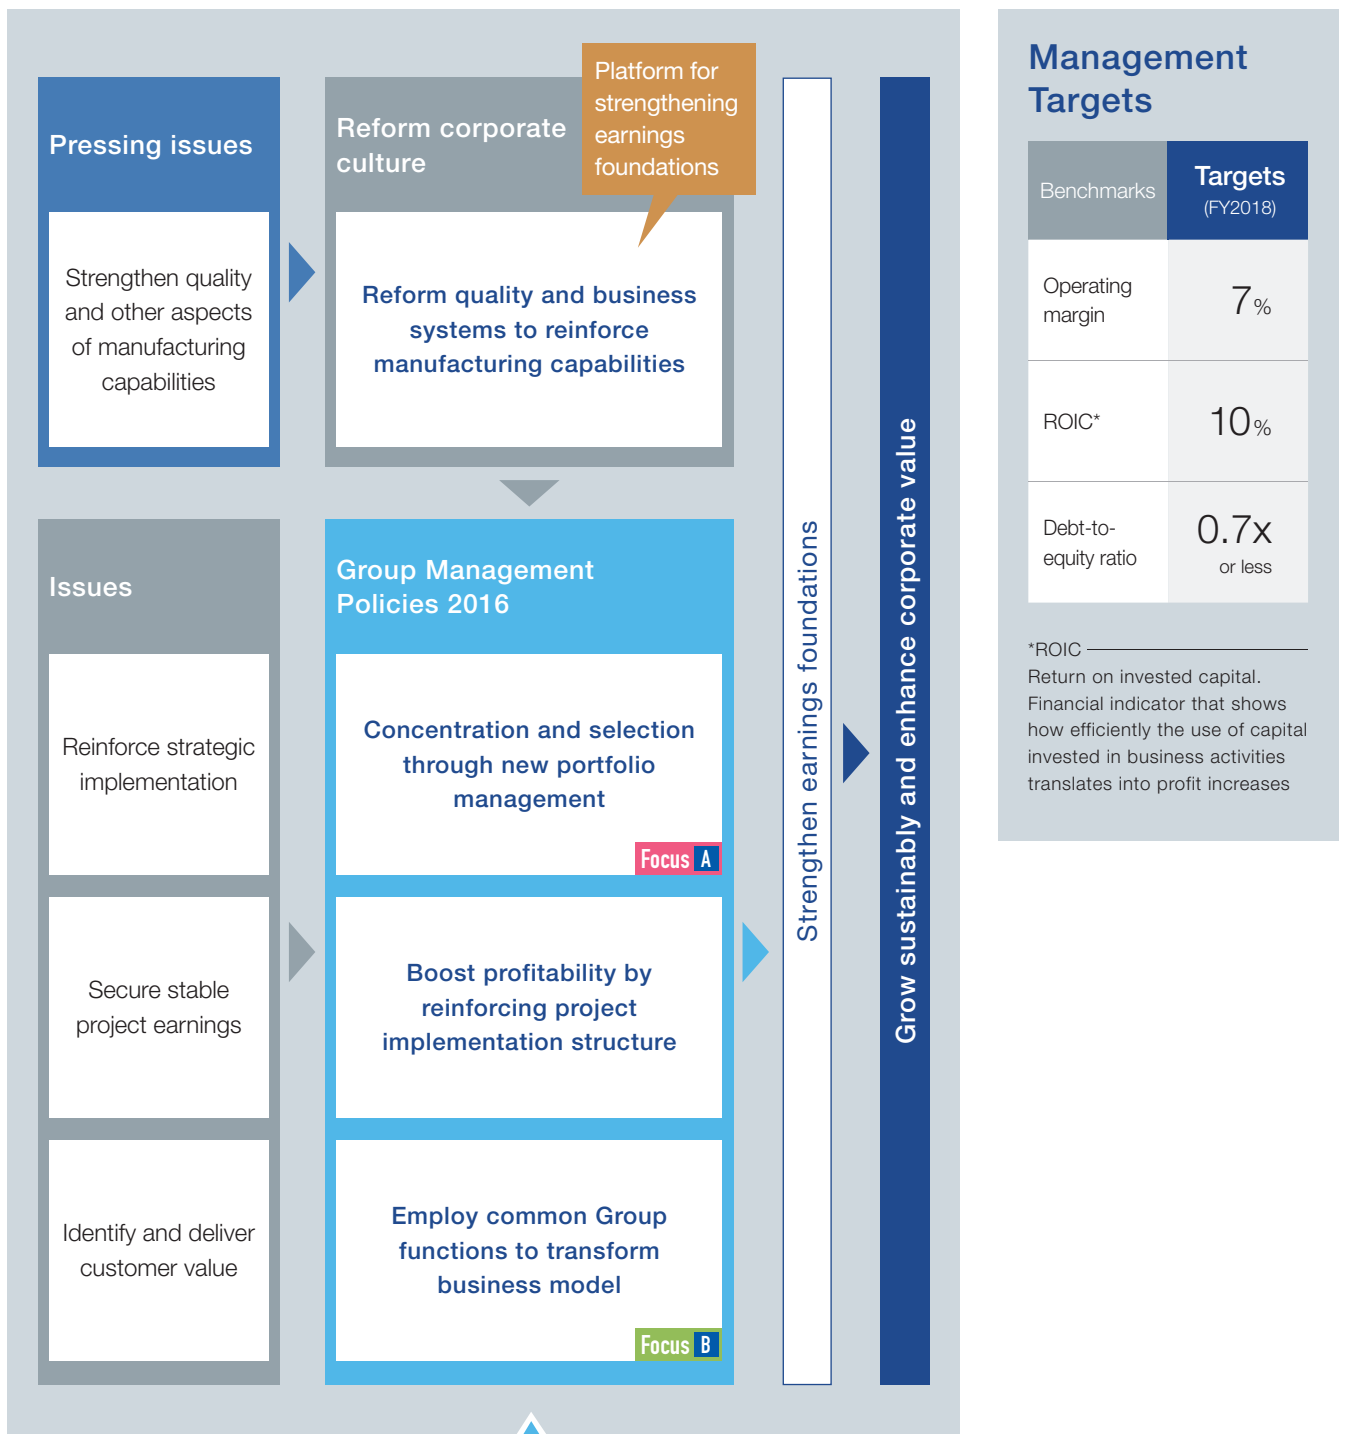 Pressing issues
Strengthen quality
and other aspects
of manufacturing
capabilities
Reform corporate
culture
Platform for
strengthening
earnings
foundations
Reform quality and business
systems to reinforce
manufacturing capabilities
Issues
Reinforce strategic
implementation
Secure stable
project earnings
Identify and deliver
customer value
Group Management
Policies 2016
Concentration and selection
through new portfolio
management
Focus A
Boost profitability by
reinforcing project
implementation structure
Employ common Group
functions to transform
business model
Focus B
Strengthen earnings foundations
Grow sustainably and enhance corporate value
Management
Targets
Benchmarks
Targets
(FY2018)
Operating
margin
7%
ROIC*
10%
Debt-to-
equity ratio
0.7x
or less
*ROIC
Return on invested capital.
Financial indicator that shows
how efficiently the use of capital
invested in business activities
translates into profit increases